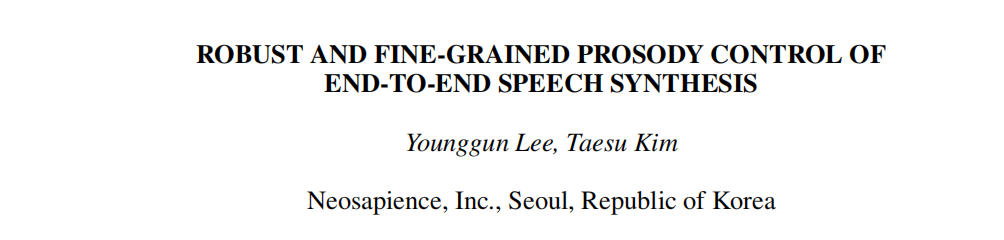 ROBUST AND FINE-GRAINED PROSODY CONTROL OF
END-TO-END SPEECH SYNTHESIS
Younggun Lee, Taesu Kim
Neosapience, Inc., Seoul, Republic of Korea